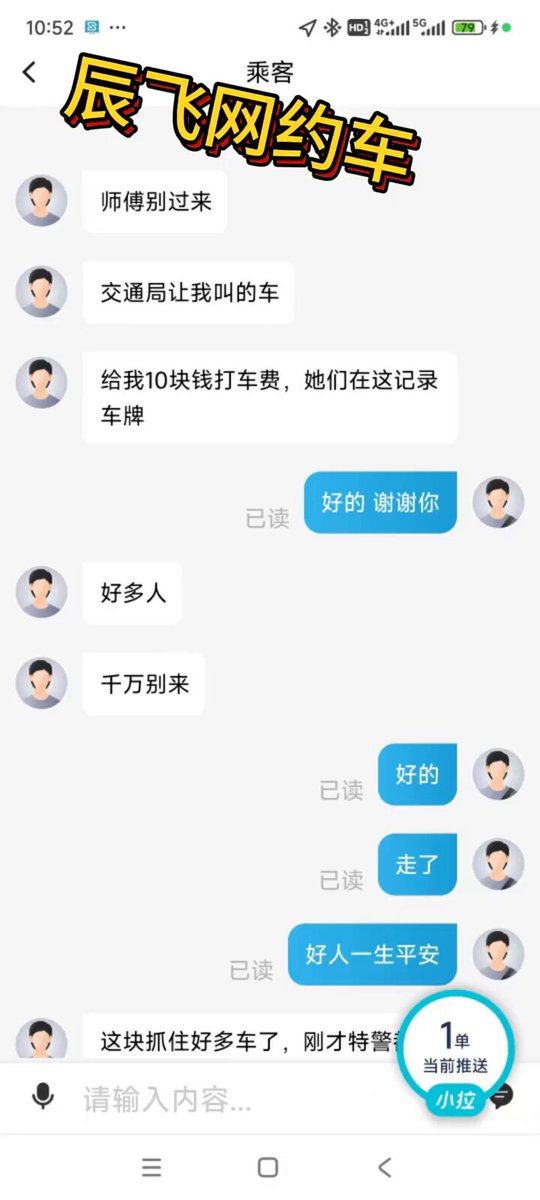 10:52
HD
4G+
5G
79
乘客
辰飞网约车
师傅别过来
交通局让我叫的车
给我10块钱打车费，她们在这记录
车牌
好的 谢谢你
已读
好多人
千万别来
好的
已读
走了
已读
好人一生平安
已读
这块抓住好多车了，刚才特警
1单
当前推送
小拉
请输入内容...